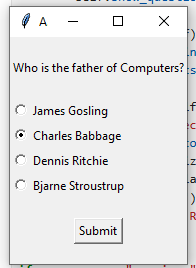 A
Who is the father of Computers?
James Gosling
Charles Babbage
Dennis Ritchie
Bjarne Stroustrup
Submit